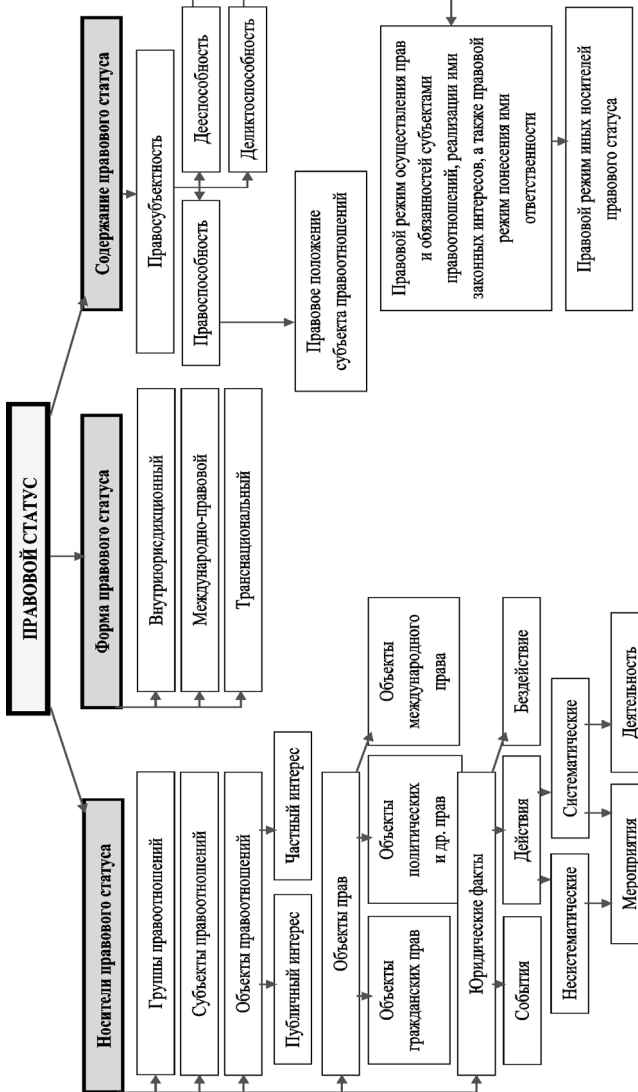 ПРАВОВОЙ СТАТУС
Носители правового статуса
Группы правоотношений
Субъекты правоотношений
Объекты правоотношений
Публичный интерес
Частный интерес
Объекты прав
Объекты
гражданских прав
Объекты
политических
и др. прав
Объекты
международного
права
Юридические факты
События
Действия
Бездействие
Несистематические
Систематические
Мероприятия
Деятельность
Форма правового статуса
Внутриюрисдикционный
Международно-правовой
Транснациональный
Содержание правового статуса
Правосубъектность
Правоспособность
Дееспособность
Деликтоспособность
Правовое положение
субъекта правоотношений
Правовой режим осуществления прав
и обязанностей субъектами
правоотношений, реализации ими
законных интересов, а также правовой
режим понесения ими
ответственности
Правовой режим иных носителей
правового статуса